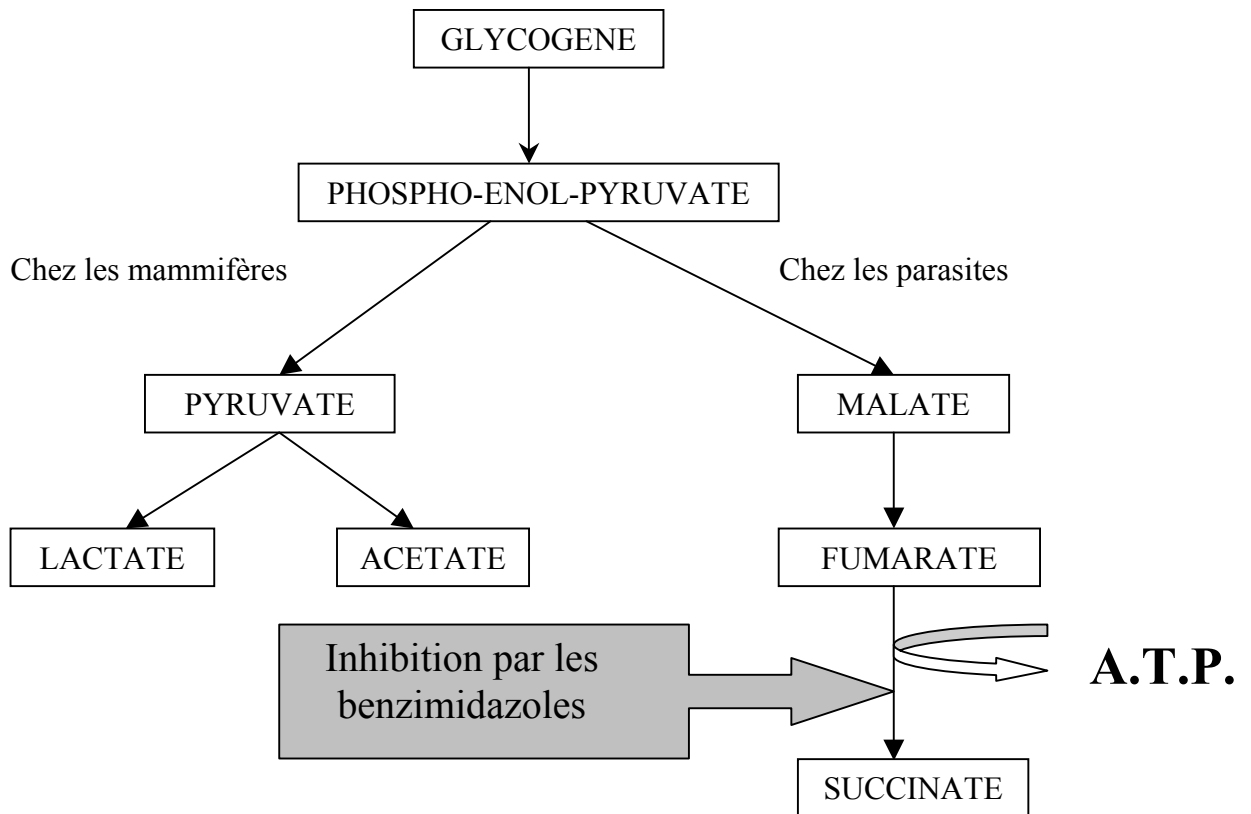 GLYCOGENE
PHOSPHO-ENOL-PYRUVATE
Chez les mammifères
Chez les parasites
PYRUVATE
MALATE
LACTATE
ACETATE
FUMARATE
Inhibition par les
benzimidazoles
A.T.P.
SUCCINATE